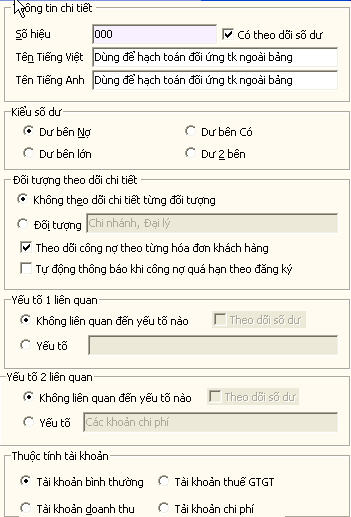 Thông tin chi tiết
Số hiệu 000 Có theo dõi số dư
Tên Tiếng Việt Dùng để hạch toán đối ứng tk ngoài bảng
Tên Tiếng Anh Dùng để hạch toán đối ứng tk ngoài bảng
Kiểu số dư
Dư bên Nợ Dư bên Có
Dư bên lớn Dư 2 bên
Đối tượng theo dõi chi tiết
Không theo dõi chi tiết từng đối tượng
Đối tượng Chi nhánh, Đại lý
Theo dõi công nợ theo từng hóa đơn khách hàng
Tự động thông báo khi công nợ quá hạn theo đăng ký
Yếu tố 1 liên quan
Không liên quan đến yếu tố nào Theo dõi số dư
Yếu tố
Yếu tố 2 liên quan
Không liên quan đến yếu tố nào Theo dõi số dư
Yếu tố Các khoản chi phí
Thuộc tính tài khoản
Tài khoản bình thường Tài khoản thuế GTGT
Tài khoản doanh thu Tài khoản chi phí